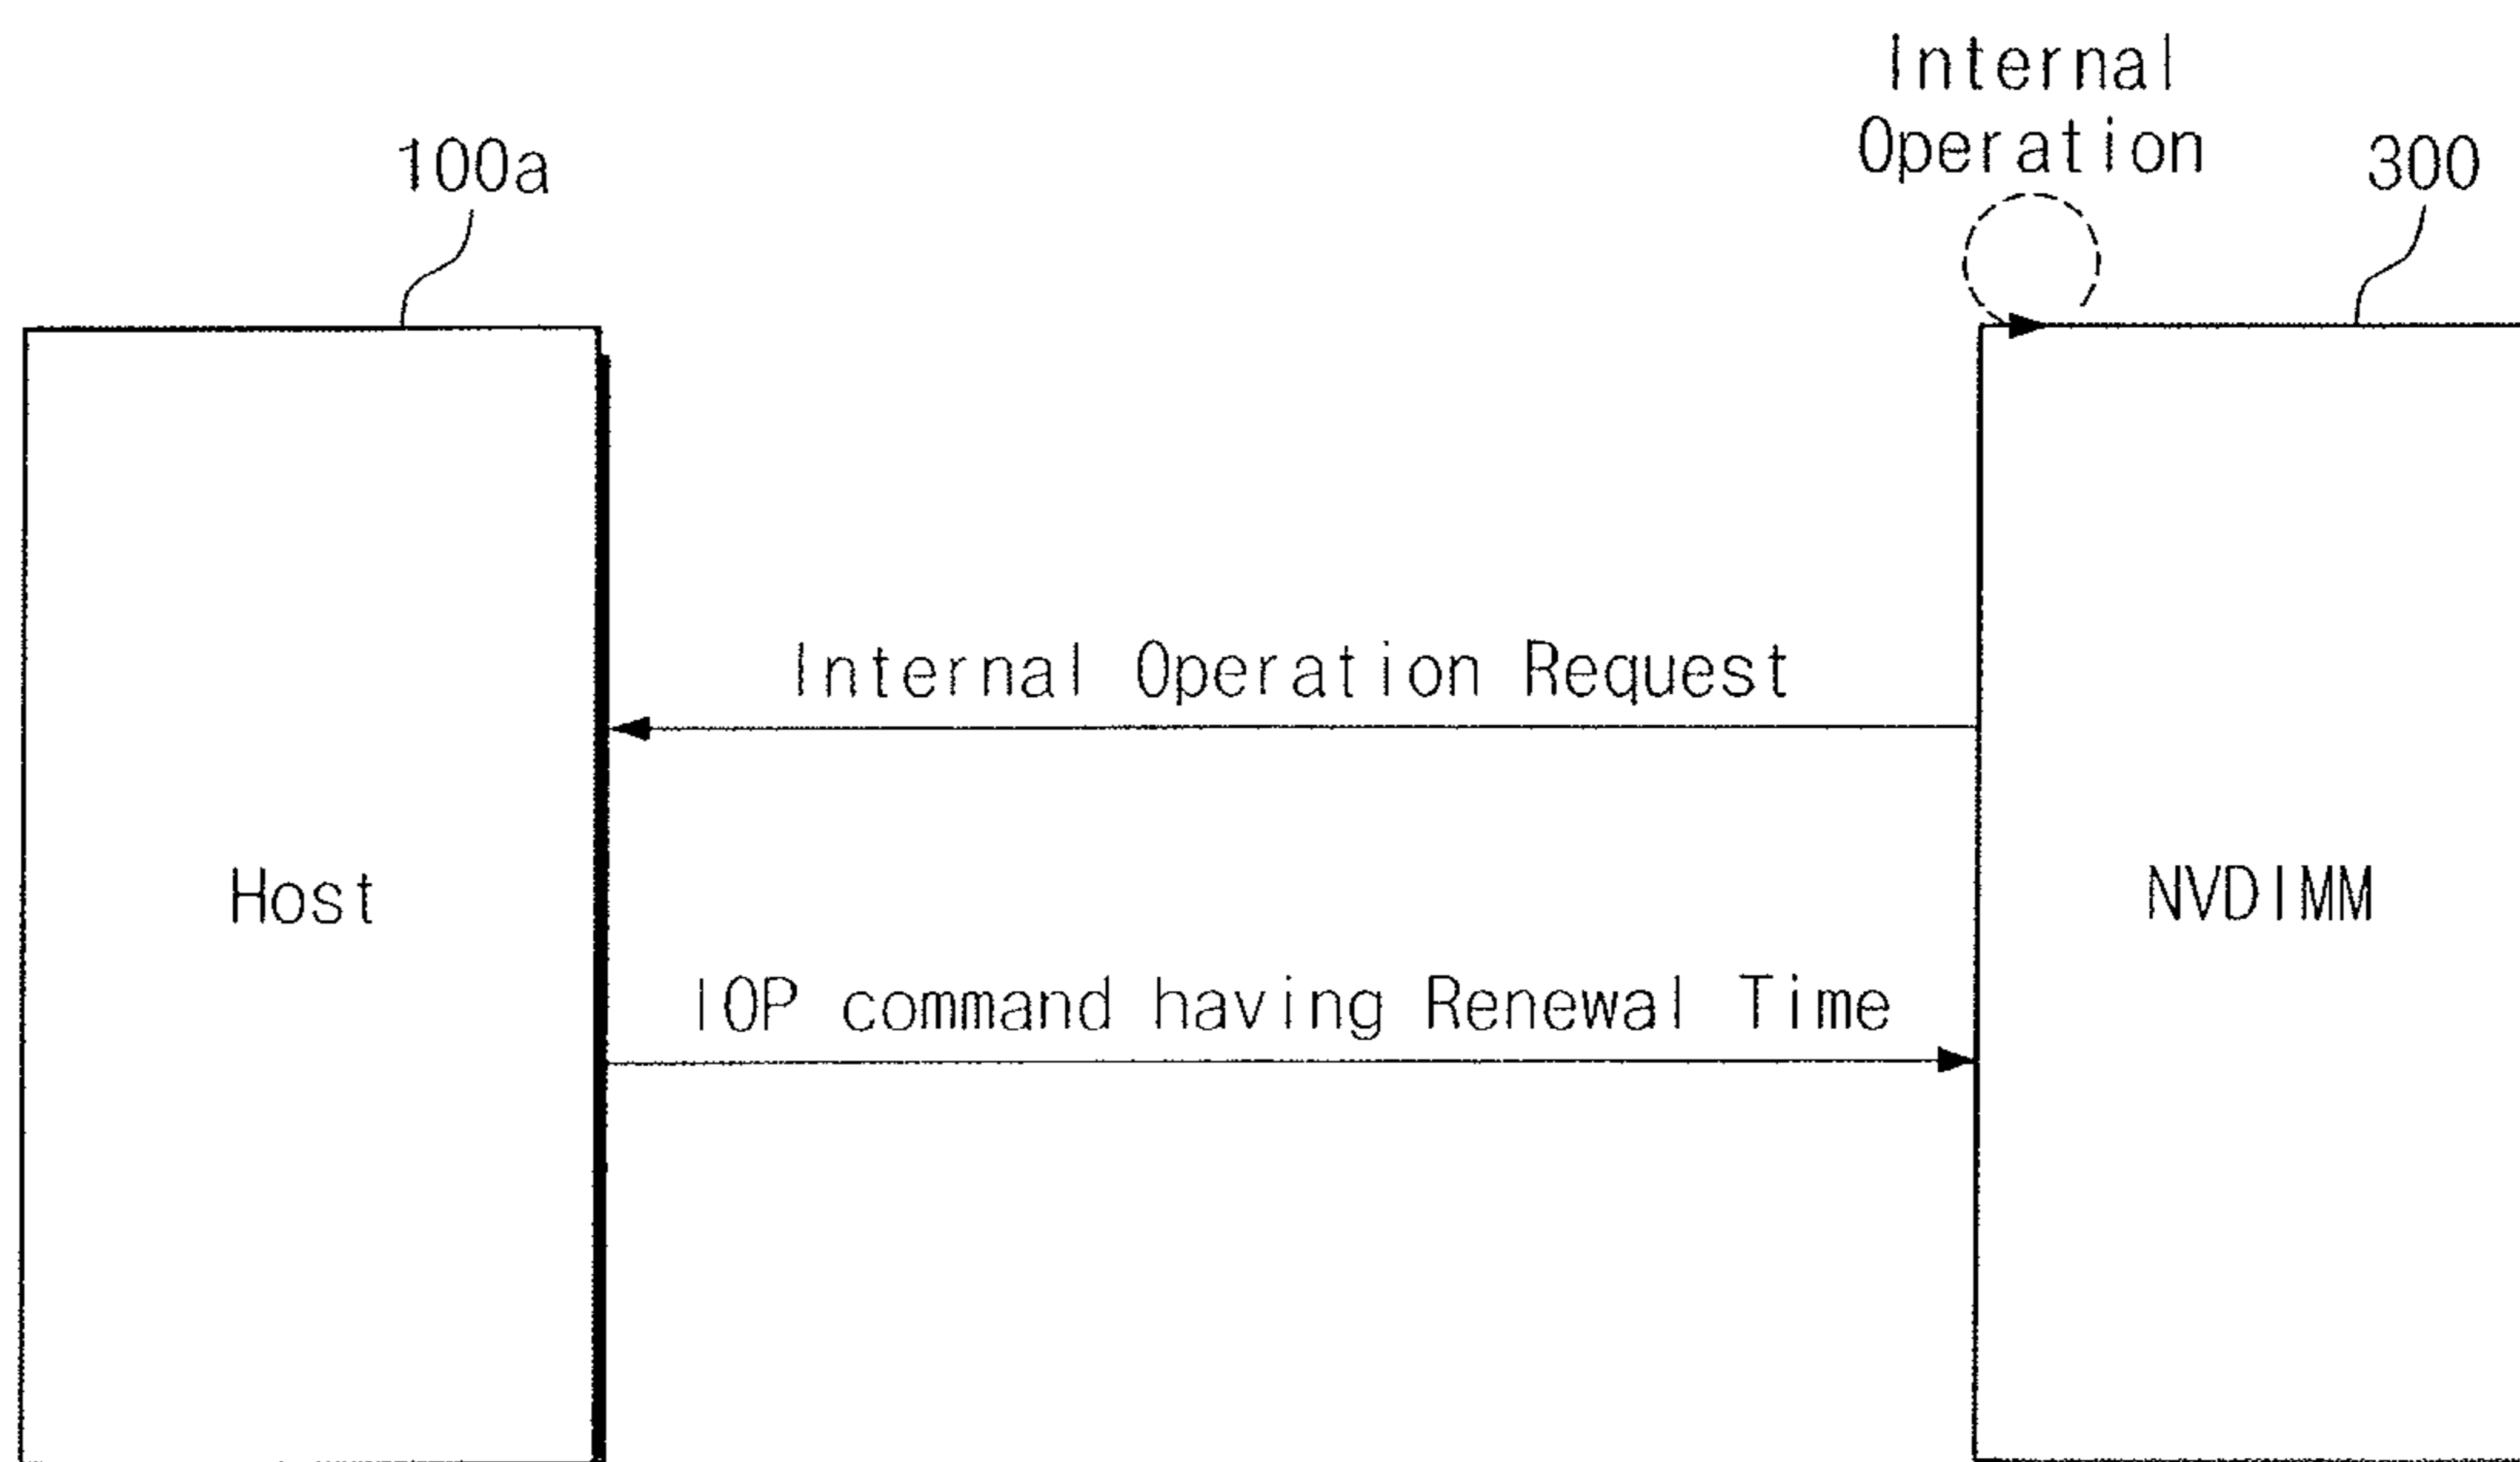 Internal
Operation
100a
300
Internal Operation Request
Host
NVDIMM
IOP command having Renewal Time